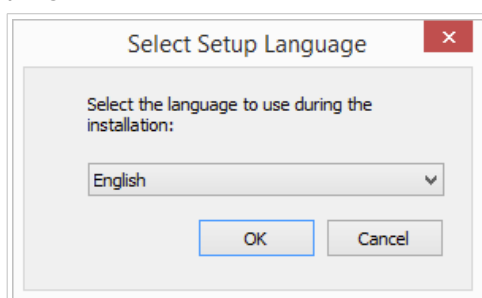 Select Setup Language
Select the language to use during the
installation:
English
OK
Cancel